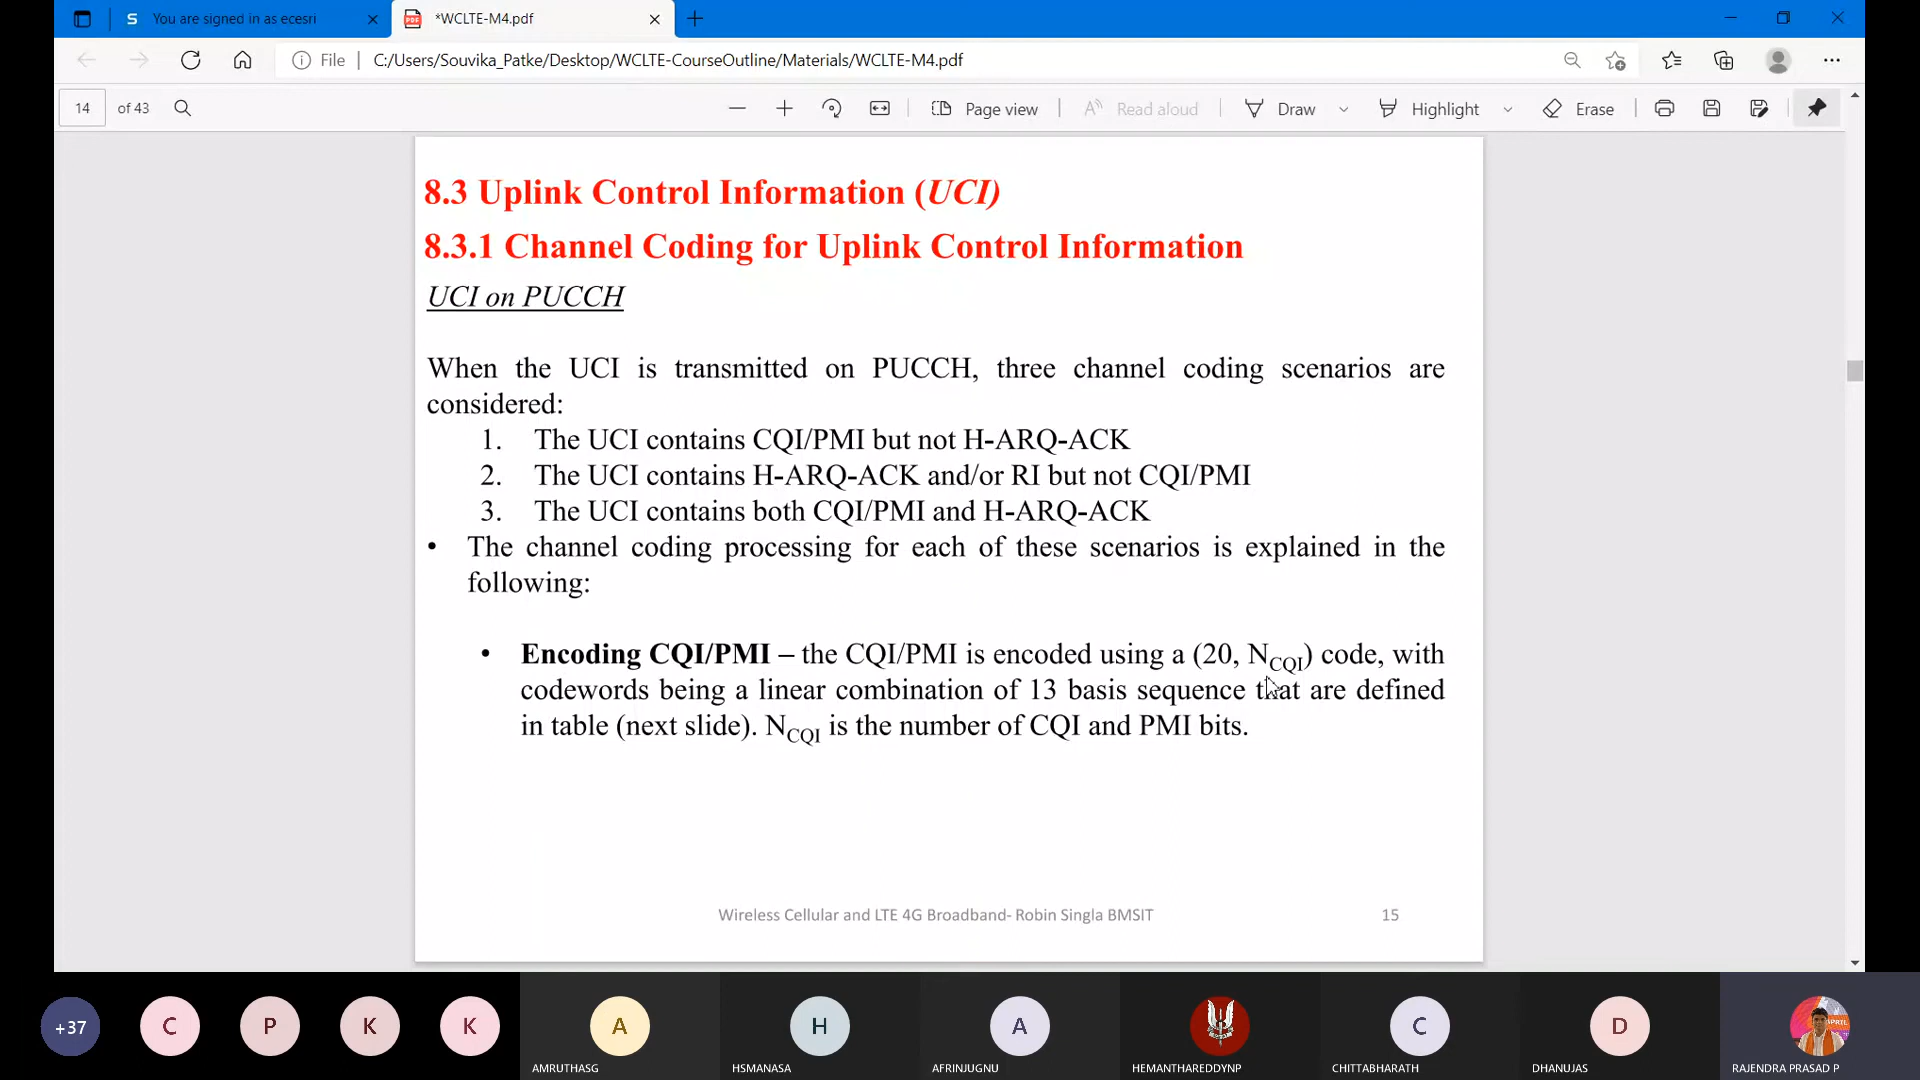 You are signed in as ecesri
*WCLTE-M4.pdf
File
C:/Users/Souvika_Patke/Desktop/WCLTE-CourseOutline/Materials/WCLTE-M4.pdf
14 of 43
Page view
Read aloud
Draw
Highlight
Erase
8.3 Uplink Control Information (UCI)
8.3.1 Channel Coding for Uplink Control Information
UCI on PUCCH
When the UCI is transmitted on PUCCH, three channel coding scenarios are
considered:
1. The UCI contains CQI/PMI but not H-ARQ-ACK
2. The UCI contains H-ARQ-ACK and/or RI but not CQI/PMI
3. The UCI contains both CQI/PMI and H-ARQ-ACK
• The channel coding processing for each of these scenarios is explained in the
following:
• Encoding CQI/PMI – the CQI/PMI is encoded using a (20, NCQI) code, with
codewords being a linear combination of 13 basis sequence that are defined
in table (next slide). NCQI is the number of CQI and PMI bits.
Wireless Cellular and LTE 4G Broadband- Robin Singla BMSIT
15
+37
C
P
K
K
A
H
A
C
D
AMRUTHASG
HSMANASA
AFRINJUGNU
HEMANTHAREDDYNP
CHITTABHARATH
DHANUJAS
RAJENDRA PRASAD P